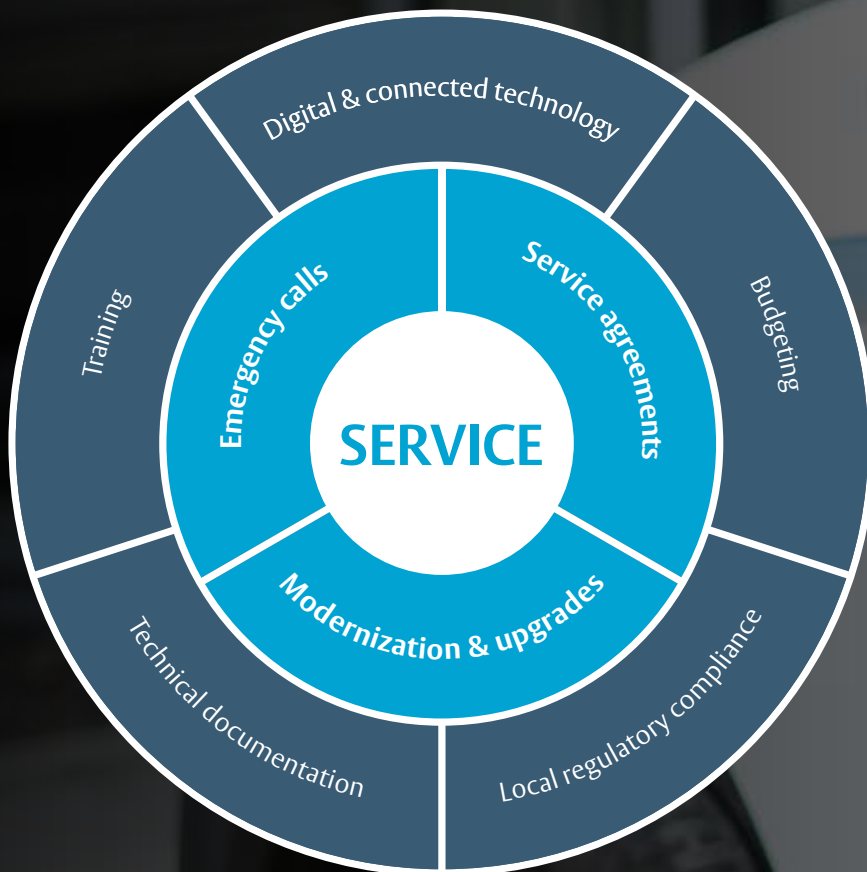 Digital & connected technology
Budgeting
Local regulatory compliance
Technical documentation
Training
Emergency calls
Service agreements
Modernization & upgrades
SERVICE